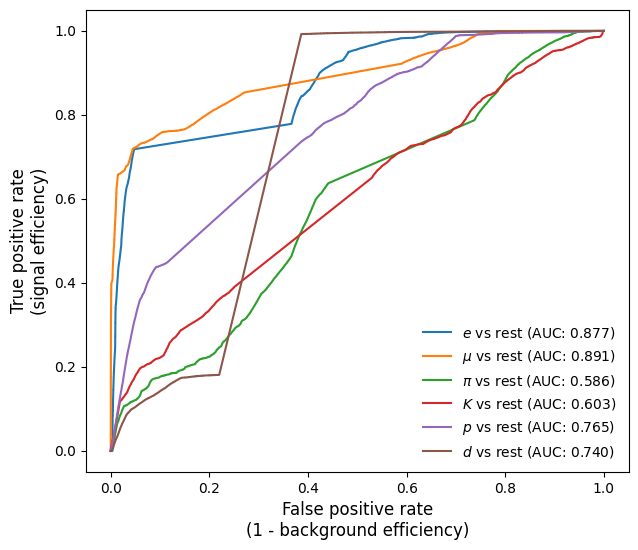 True positive rate
(signal efficiency)
1.0
0.8
0.6
0.4
0.2
0.0
e vs rest (AUC: 0.877)
μ vs rest (AUC: 0.891)
π vs rest (AUC: 0.586)
K vs rest (AUC: 0.603)
p vs rest (AUC: 0.765)
d vs rest (AUC: 0.740)
0.0 0.2 0.4 0.6 0.8 1.0
False positive rate
(1 - background efficiency)